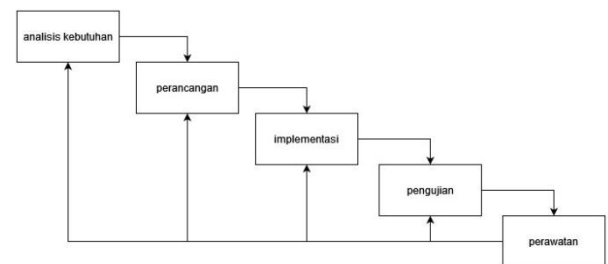 analisis kebutuhan
perancangan
implementasi
pengujian
perawatan